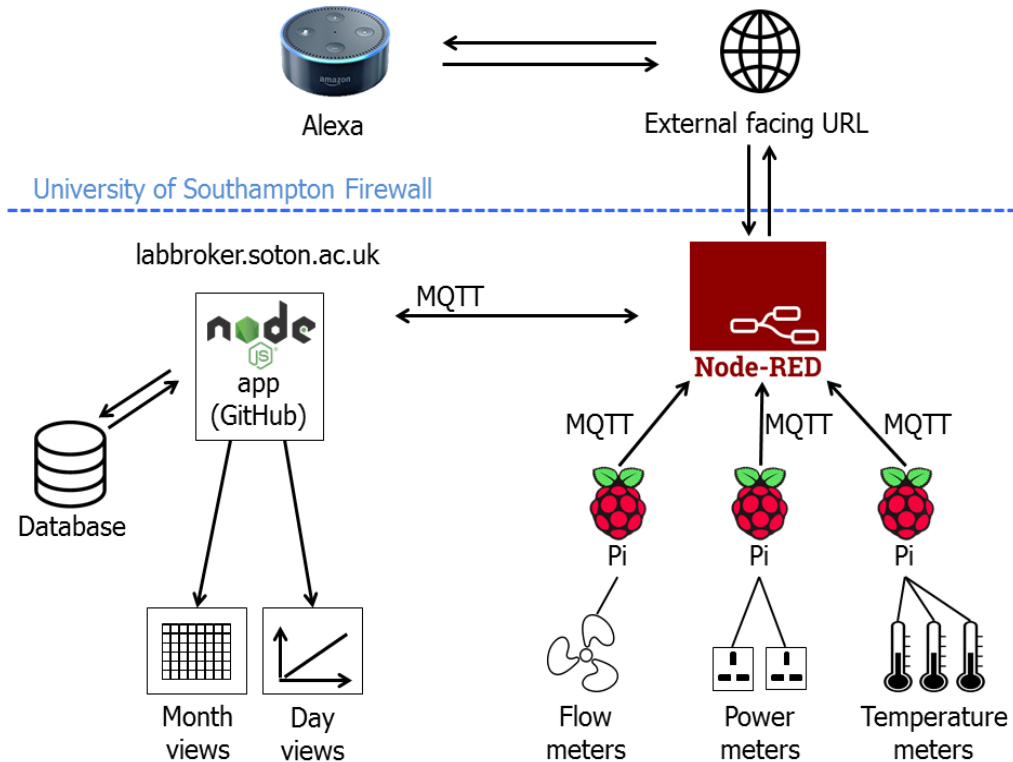 amazon
Alexa
External facing URL
University of Southampton Firewall
labbroker.soton.ac.uk
node
JS
app
(GitHub)
MQTT
Node-RED
MQTT
MQTT
MQTT
Database
Pi
Pi
Pi
Month
views
Day
views
Flow
meters
Power
meters
Temperature
meters